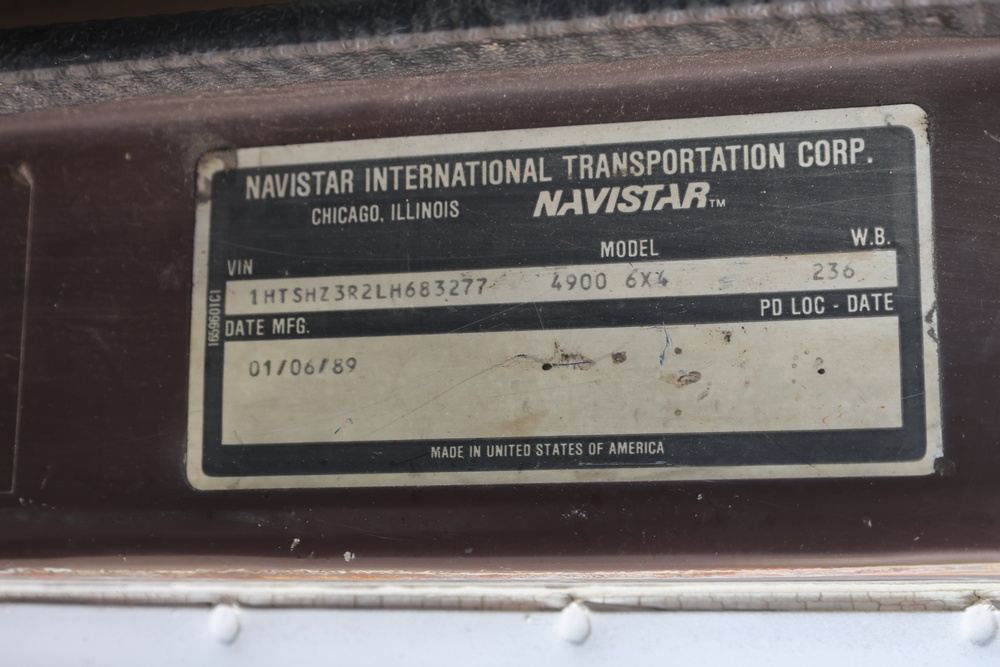 NAVISTAR INTERNATIONAL TRANSPORTATION CORP.
CHICAGO, ILLINOIS NAVISTAR™
MODEL W.B.
VIN
1HTSHZ3R2LH683277 4900 6X4 236
PD LOC - DATE
DATE MFG.
1659601C1
01/06/89
MADE IN UNITED STATES OF AMERICA